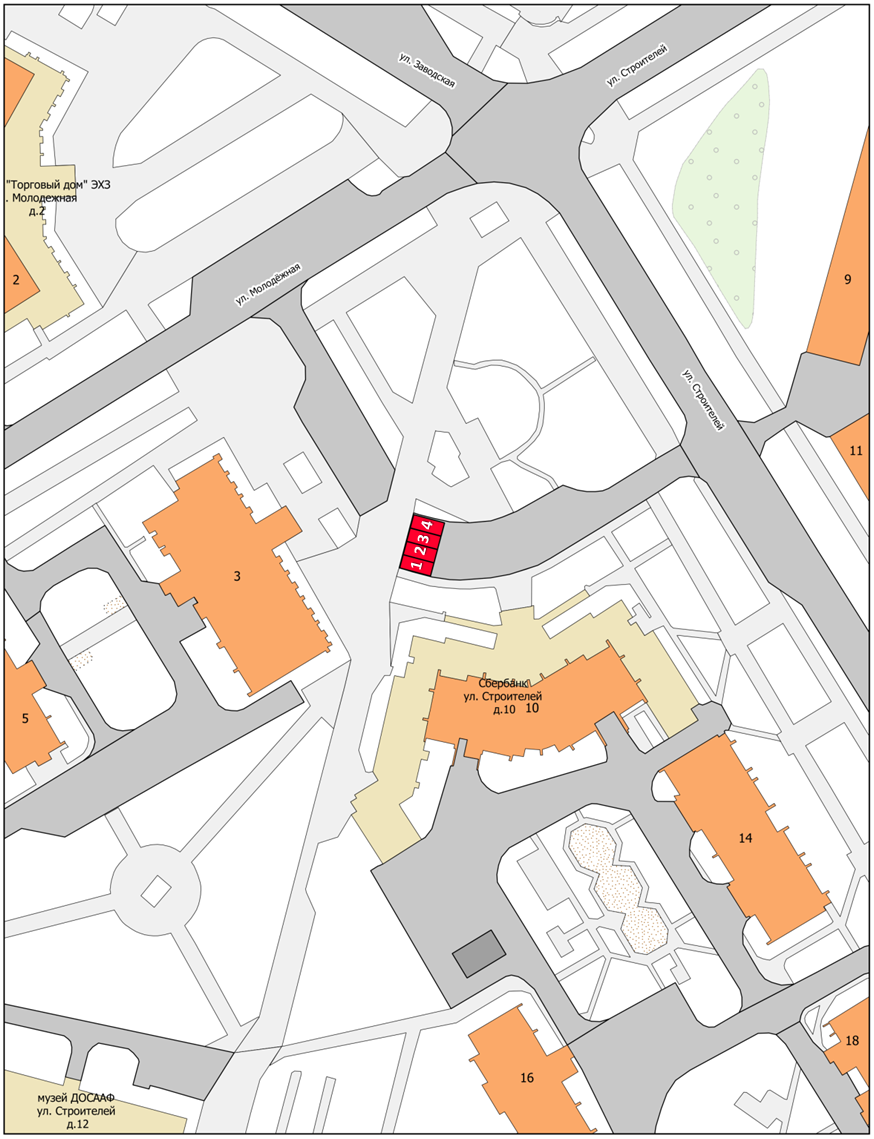 ул. Заводская
ул. Строителей
"Торговый дом" ЭХЗ
. Молодежная
д.2
2
ул. Молодёжная
9
ул. Строителей
11
4
3
2
1
3
5
Сбербанк
ул. Строителей
д.10
10
14
16
18
музей ДОСААФ
ул. Строителей
д.12